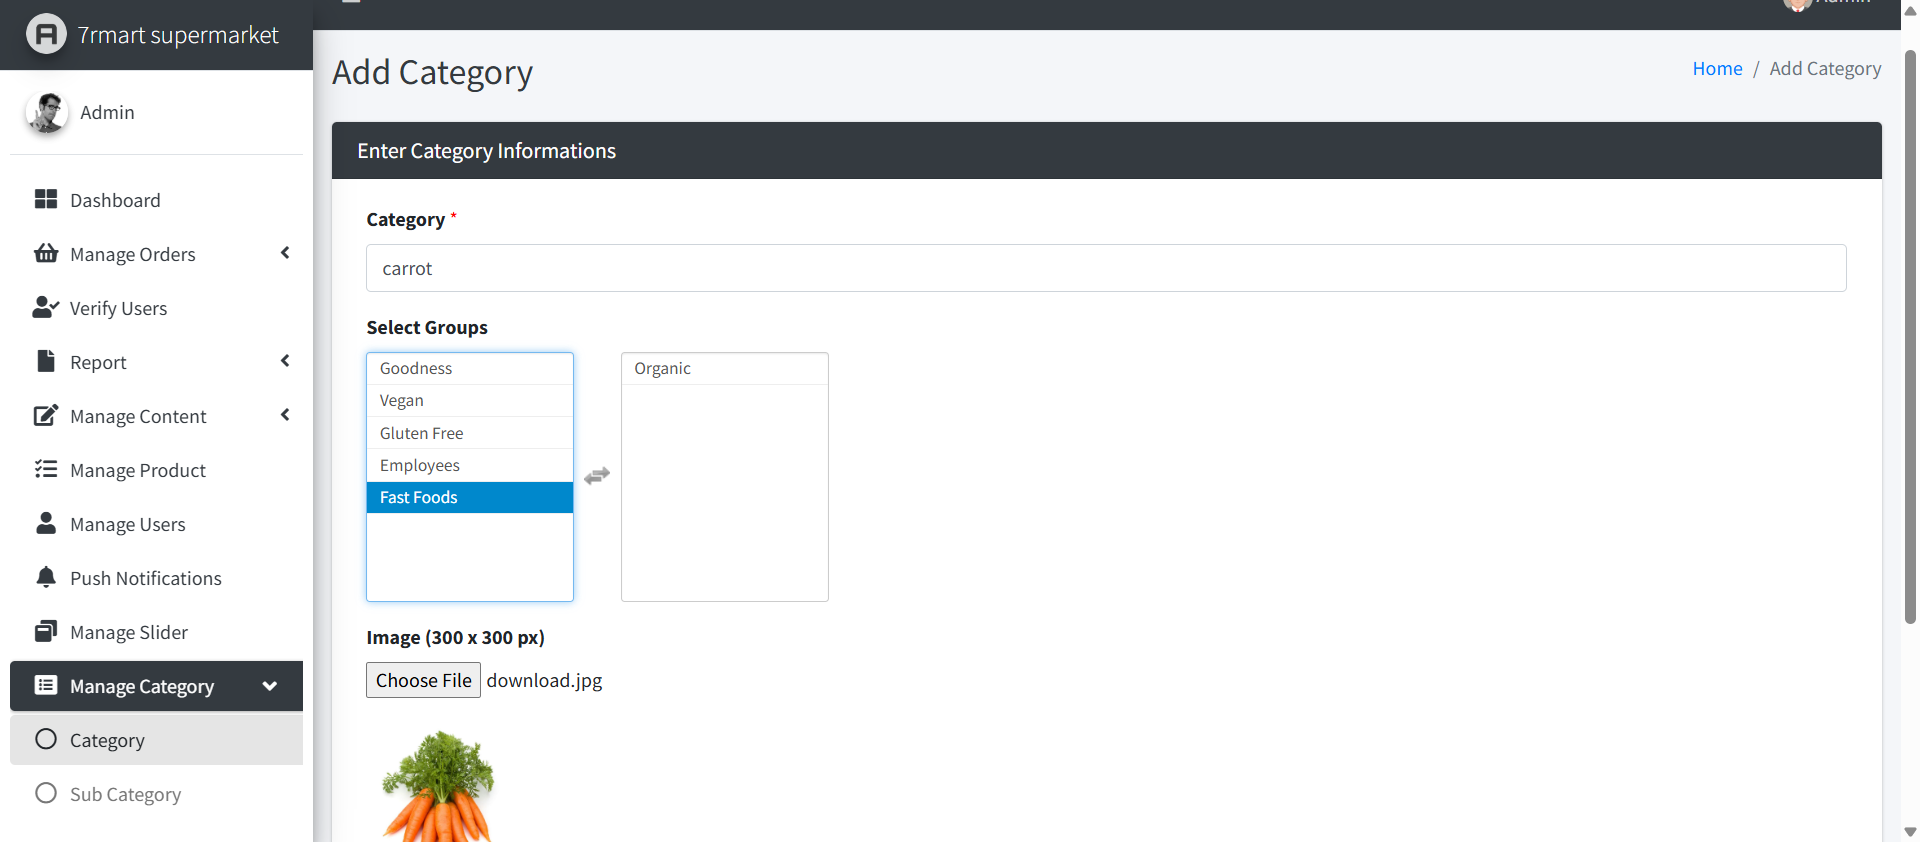 7rmart supermarket
Admin
Admin
Dashboard
Manage Orders
Verify Users
Report
Manage Content
Manage Product
Manage Users
Push Notifications
Manage Slider
Manage Category
Category
Sub Category
Add Category
Home / Add Category
Enter Category Informations
Category *
carrot
Select Groups
Goodness
Vegan
Gluten Free
Employees
Fast Foods
Organic
Image (300 x 300 px)
Choose File download.jpg